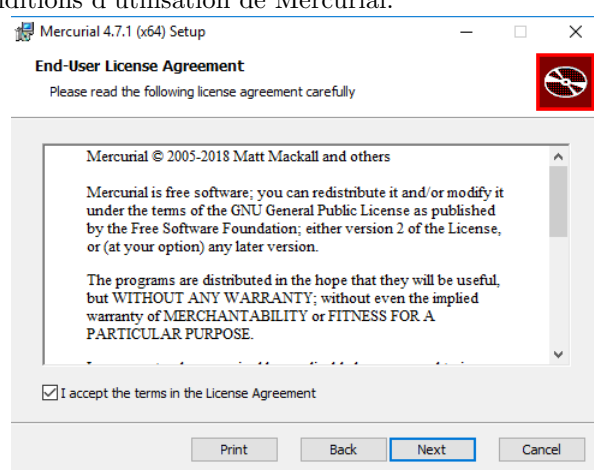 d'utilisation de Mercurial.
Mercurial 4.7.1 (x64) Setup
End-User License Agreement
Please read the following license agreement carefully
Mercurial © 2005-2018 Matt Mackall and others
Mercurial is free software; you can redistribute it and/or modify it
under the terms of the GNU General Public License as published
by the Free Software Foundation; either version 2 of the License,
or (at your option) any later version.
The programs are distributed in the hope that they will be useful,
but WITHOUT ANY WARRANTY; without even the implied
warranty of MERCHANTABILITY or FITNESS FOR A
PARTICULAR PURPOSE.
I accept the terms in the License Agreement
Print Back Next Cancel